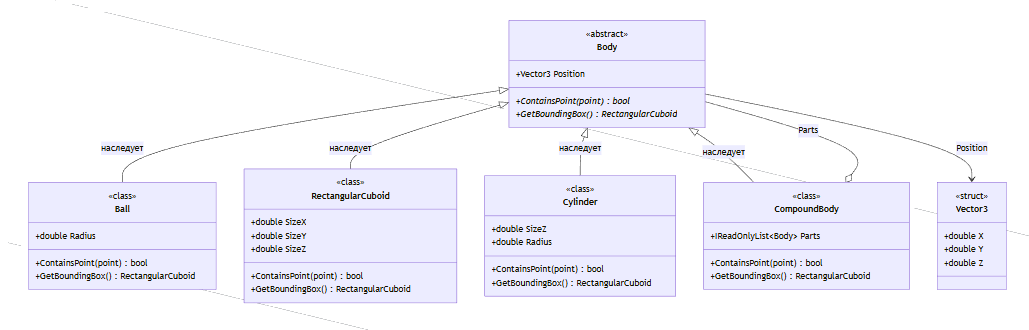 «abstract»
Body
+Vector3 Position
+ContainsPoint(point) : bool
+GetBoundingBox() : RectangularCuboid
Parts
наследует
наследует
наследует
наследует
Position
«class»
Ball
+double Radius
+ContainsPoint(point) : bool
+GetBoundingBox() : RectangularCuboid
«class»
RectangularCuboid
+double SizeX
+double SizeY
+double SizeZ
+ContainsPoint(point) : bool
+GetBoundingBox() : RectangularCuboid
«class»
Cylinder
+double SizeZ
+double Radius
+ContainsPoint(point) : bool
+GetBoundingBox() : RectangularCuboid
«class»
CompoundBody
+IReadOnlyList<Body> Parts
+ContainsPoint(point) : bool
+GetBoundingBox() : RectangularCuboid
«struct»
Vector3
+double X
+double Y
+double Z